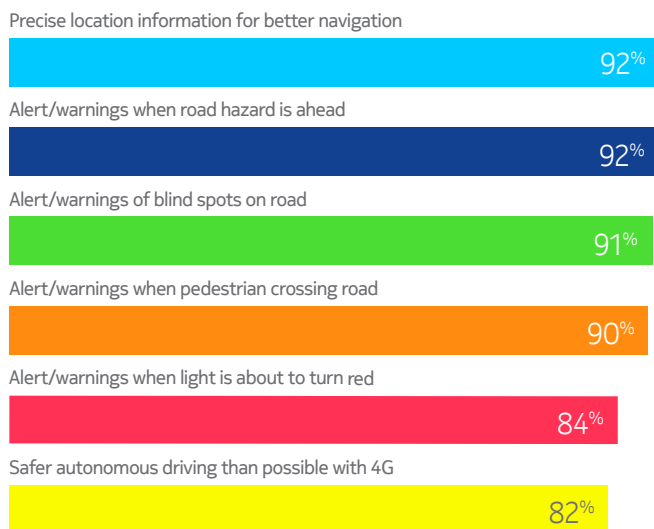 Precise location information for better navigation
92%
Alert/warnings when road hazard is ahead
92%
Alert/warnings of blind spots on road
91%
Alert/warnings when pedestrian crossing road
90%
Alert/warnings when light is about to turn red
84%
Safer autonomous driving than possible with 4G
82%